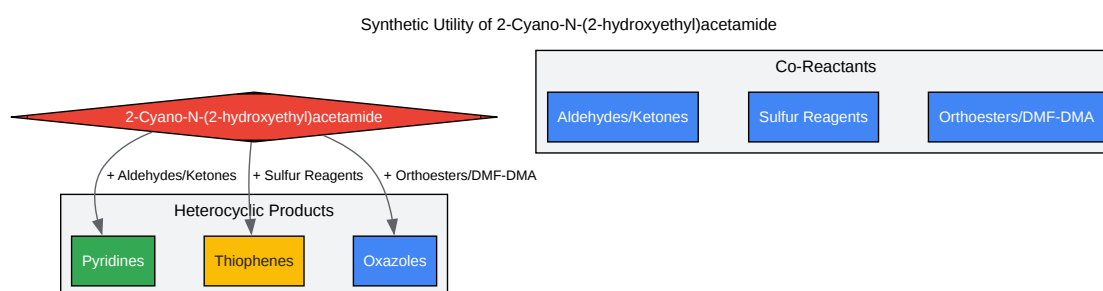 Synthetic Utility of 2-Cyano-N-(2-hydroxyethyl)acetamide
Co-Reactants
Aldehydes/Ketones
Sulfur Reagents
Orthoesters/DMF-DMA
2-Cyano-N-(2-hydroxyethyl)acetamide
+ Aldehydes/Ketones
+ Sulfur Reagents
+ Orthoesters/DMF-DMA
Heterocyclic Products
Pyridines
Thiophenes
Oxazoles